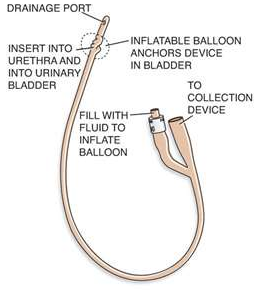 DRAINAGE PORT
INSERT INTO
URETHRA AND
INTO URINARY
BLADDER
INFLATABLE BALLOON
ANCHORS DEVICE
IN BLADDER
FILL WITH
FLUID TO
INFLATE
BALLOON
TO
COLLECTION
DEVICE